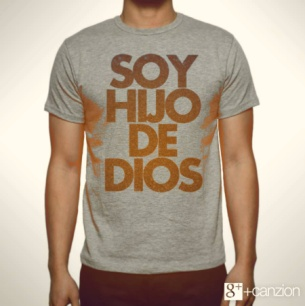 SOY
HIJO
DE
DIOS
g+ +canzion